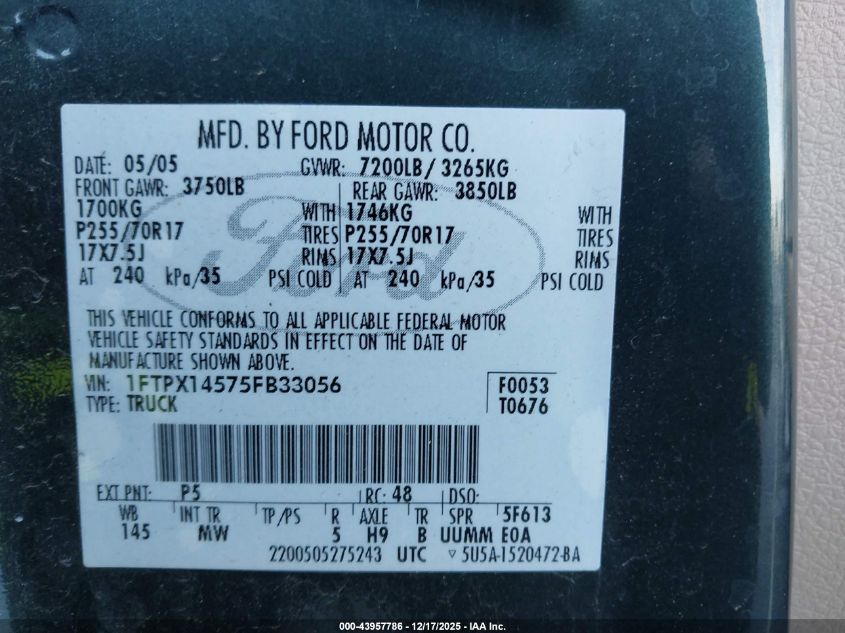 MFD. BY FORD MOTOR CO.
DATE: 05/05 GVWR: 7200LB/ 3265KG
FRONT GAWR: 3750LB REAR GAWR: 3850LB
1700KG WITH 1746KG WITH
P255/70R17 TIRES P255/70R17 TIRES
17X7.5J RIMS 17X7.5J RIMS
AT 240 kPa/35 PSI COLD AT 240 kPa/35 PSI COLD
Ford
THIS VEHICLE CONFORMS TO ALL APPLICABLE FEDERAL MOTOR
VEHICLE SAFETY STANDARDS IN EFFECT ON THE DATE OF
MANUFACTURE SHOWN ABOVE.
VIN: 1FTPX14575FB33056 F0053
TYPE: TRUCK T0676
EXT PNT: P5 RC: 48 DSO:
WB INT TR TP/PS R AXLE TR SPR 5F613
145 MW 5 H9 B UUMM E0A
2200505275243 UTC ▽ 5U5A-1520472-BA
000-43957786 - 12/17/2025 - IAA Inc.